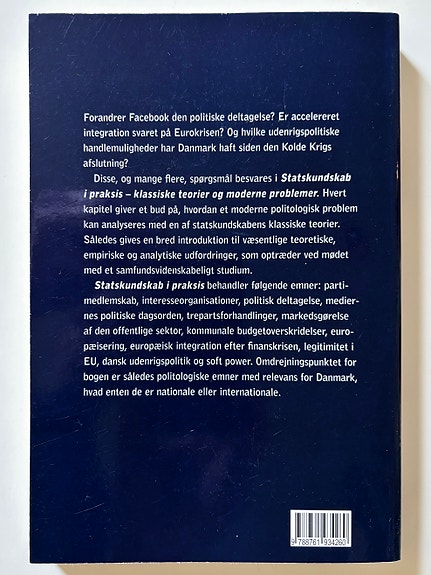 Forandrer Facebook den politiske deltagelse? Er accelereret
integration svaret på Eurokrisen? Og hvilke udenrigspolitiske
handlemuligheder har Danmark haft siden den Kolde Krigs
afslutning?
Disse, og mange flere, spørgsmål besvares i Statskundskab
i praksis – klassiske teorier og moderne problemer. Hvert
kapitel giver et bud på, hvordan et moderne politologisk problem
kan analyseres med en af statskundskabens klassiske teorier.
Således gives en bred introduktion til væsentlige teoretiske,
empiriske og analytiske udfordringer, som optræder ved mødet
med et samfundsvidenskabeligt studium.
Statskundskab i praksis behandler følgende emner: parti-
medlemskab, interesseorganisationer, politisk deltagelse, medier-
nes politiske dagsorden, trepartsforhandlinger, markedsgørelse
af den offentlige sektor, kommunale budgetoverskridelser, euro-
pæisering, europæisk integration efter finanskrisen, legitimitet i
EU, dansk udenrigspolitik og soft power. Omdrejningspunktet for
bogen er således politologiske emner med relevans for Danmark,
hvad enten de er nationale eller internationale.
9 788761 934260